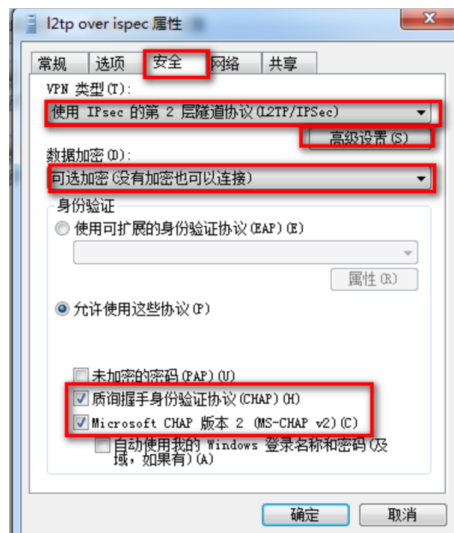 l2tp over ispec 属性
常规 选项 安全 网络 共享
VPN 类型(T):
使用 IPsec 的第 2 层隧道协议(L2TP/IPSec)
高级设置(S)
数据加密(D):
可选加密(没有加密也可以连接)
身份验证
使用可扩展的身份验证协议(EAP)(E)
属性(R)
允许使用这些协议(P)
未加密的密码(PAP)(U)
质询握手身份验证协议(CHAP)(H)
Microsoft CHAP 版本 2 (MS-CHAP v2)(C)
自动使用我的 Windows 登录名称和密码(及
域，如果有)(A)
确定 取消